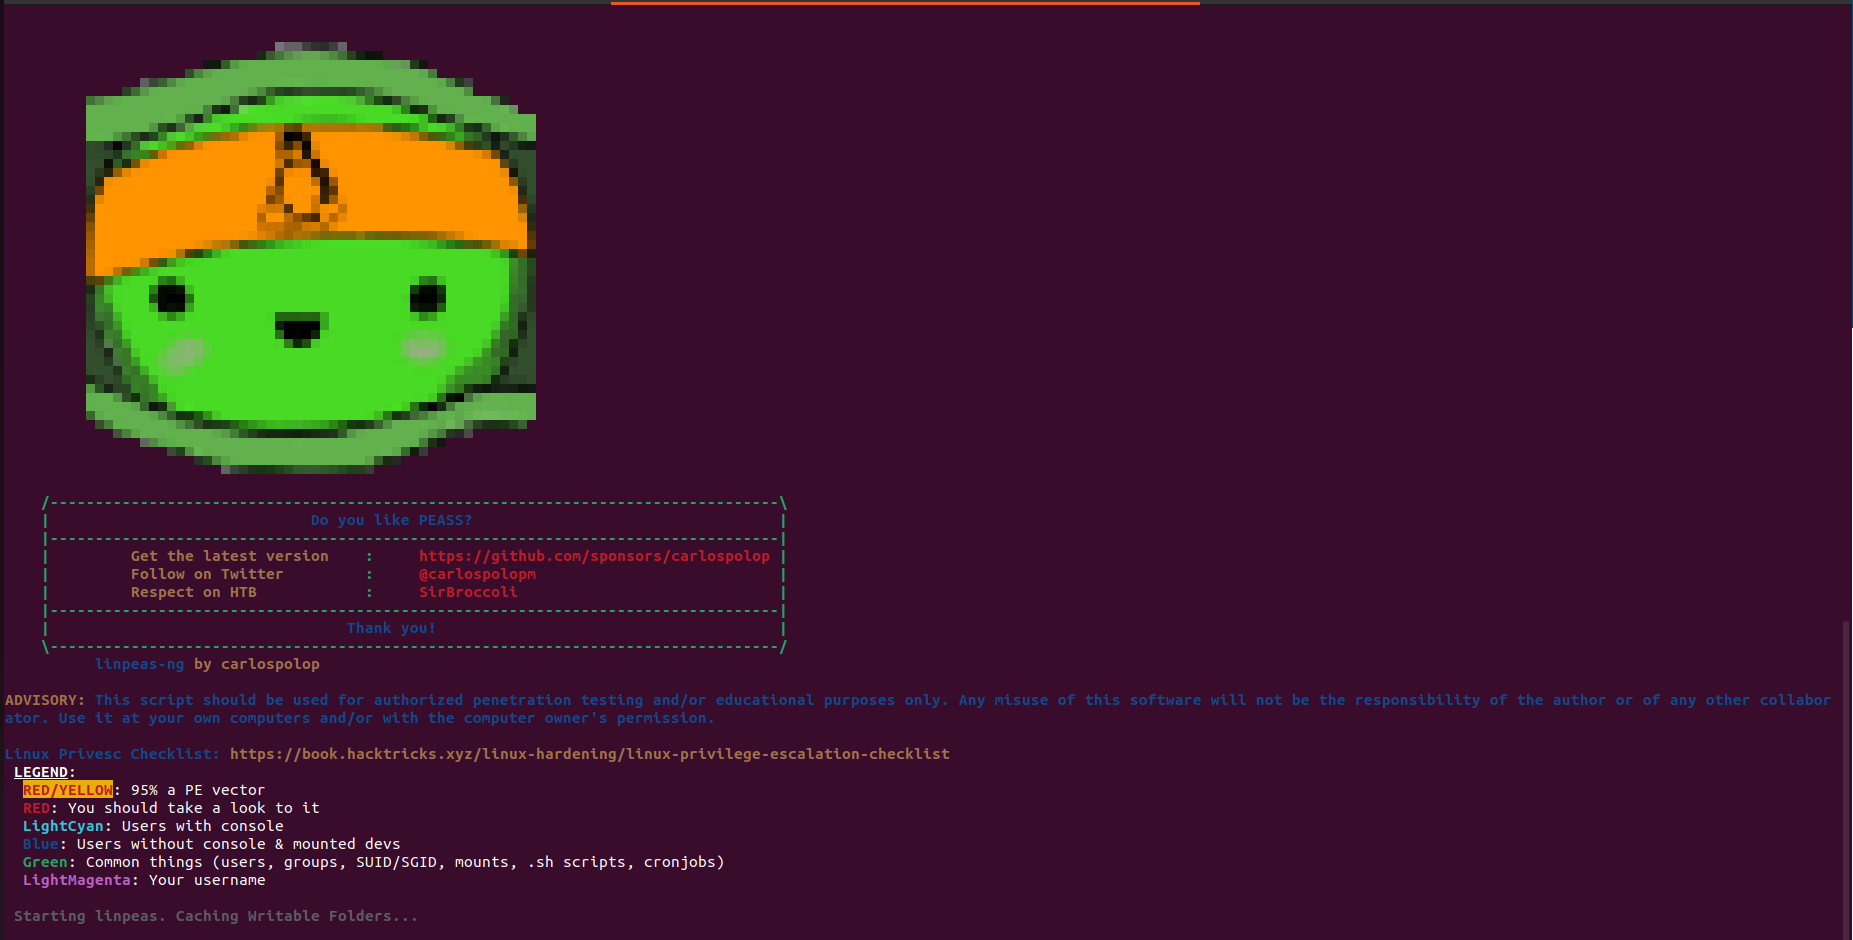 /---------------------------------------------------------------------------------\
| Do you like PEASS? |
|---------------------------------------------------------------------------------|
| Get the latest version : https://github.com/sponsors/carlospolop |
| Follow on Twitter : @carlospolopm |
| Respect on HTB : SirBroccoli |
|---------------------------------------------------------------------------------|
| Thank you! |
\---------------------------------------------------------------------------------/
linpeas-ng by carlospolop
ADVISORY: This script should be used for authorized penetration testing and/or educational purposes only. Any misuse of this software will not be the responsibility of the author or of any other collabor
ator. Use it at your own computers and/or with the computer owner's permission.
Linux Privesc Checklist: https://book.hacktricks.xyz/linux-hardening/linux-privilege-escalation-checklist
LEGEND:
RED/YELLOW: 95% a PE vector
RED: You should take a look to it
LightCyan: Users with console
Blue: Users without console & mounted devs
Green: Common things (users, groups, SUID/SGID, mounts, .sh scripts, cronjobs)
LightMagenta: Your username
Starting linpeas. Caching Writable Folders...